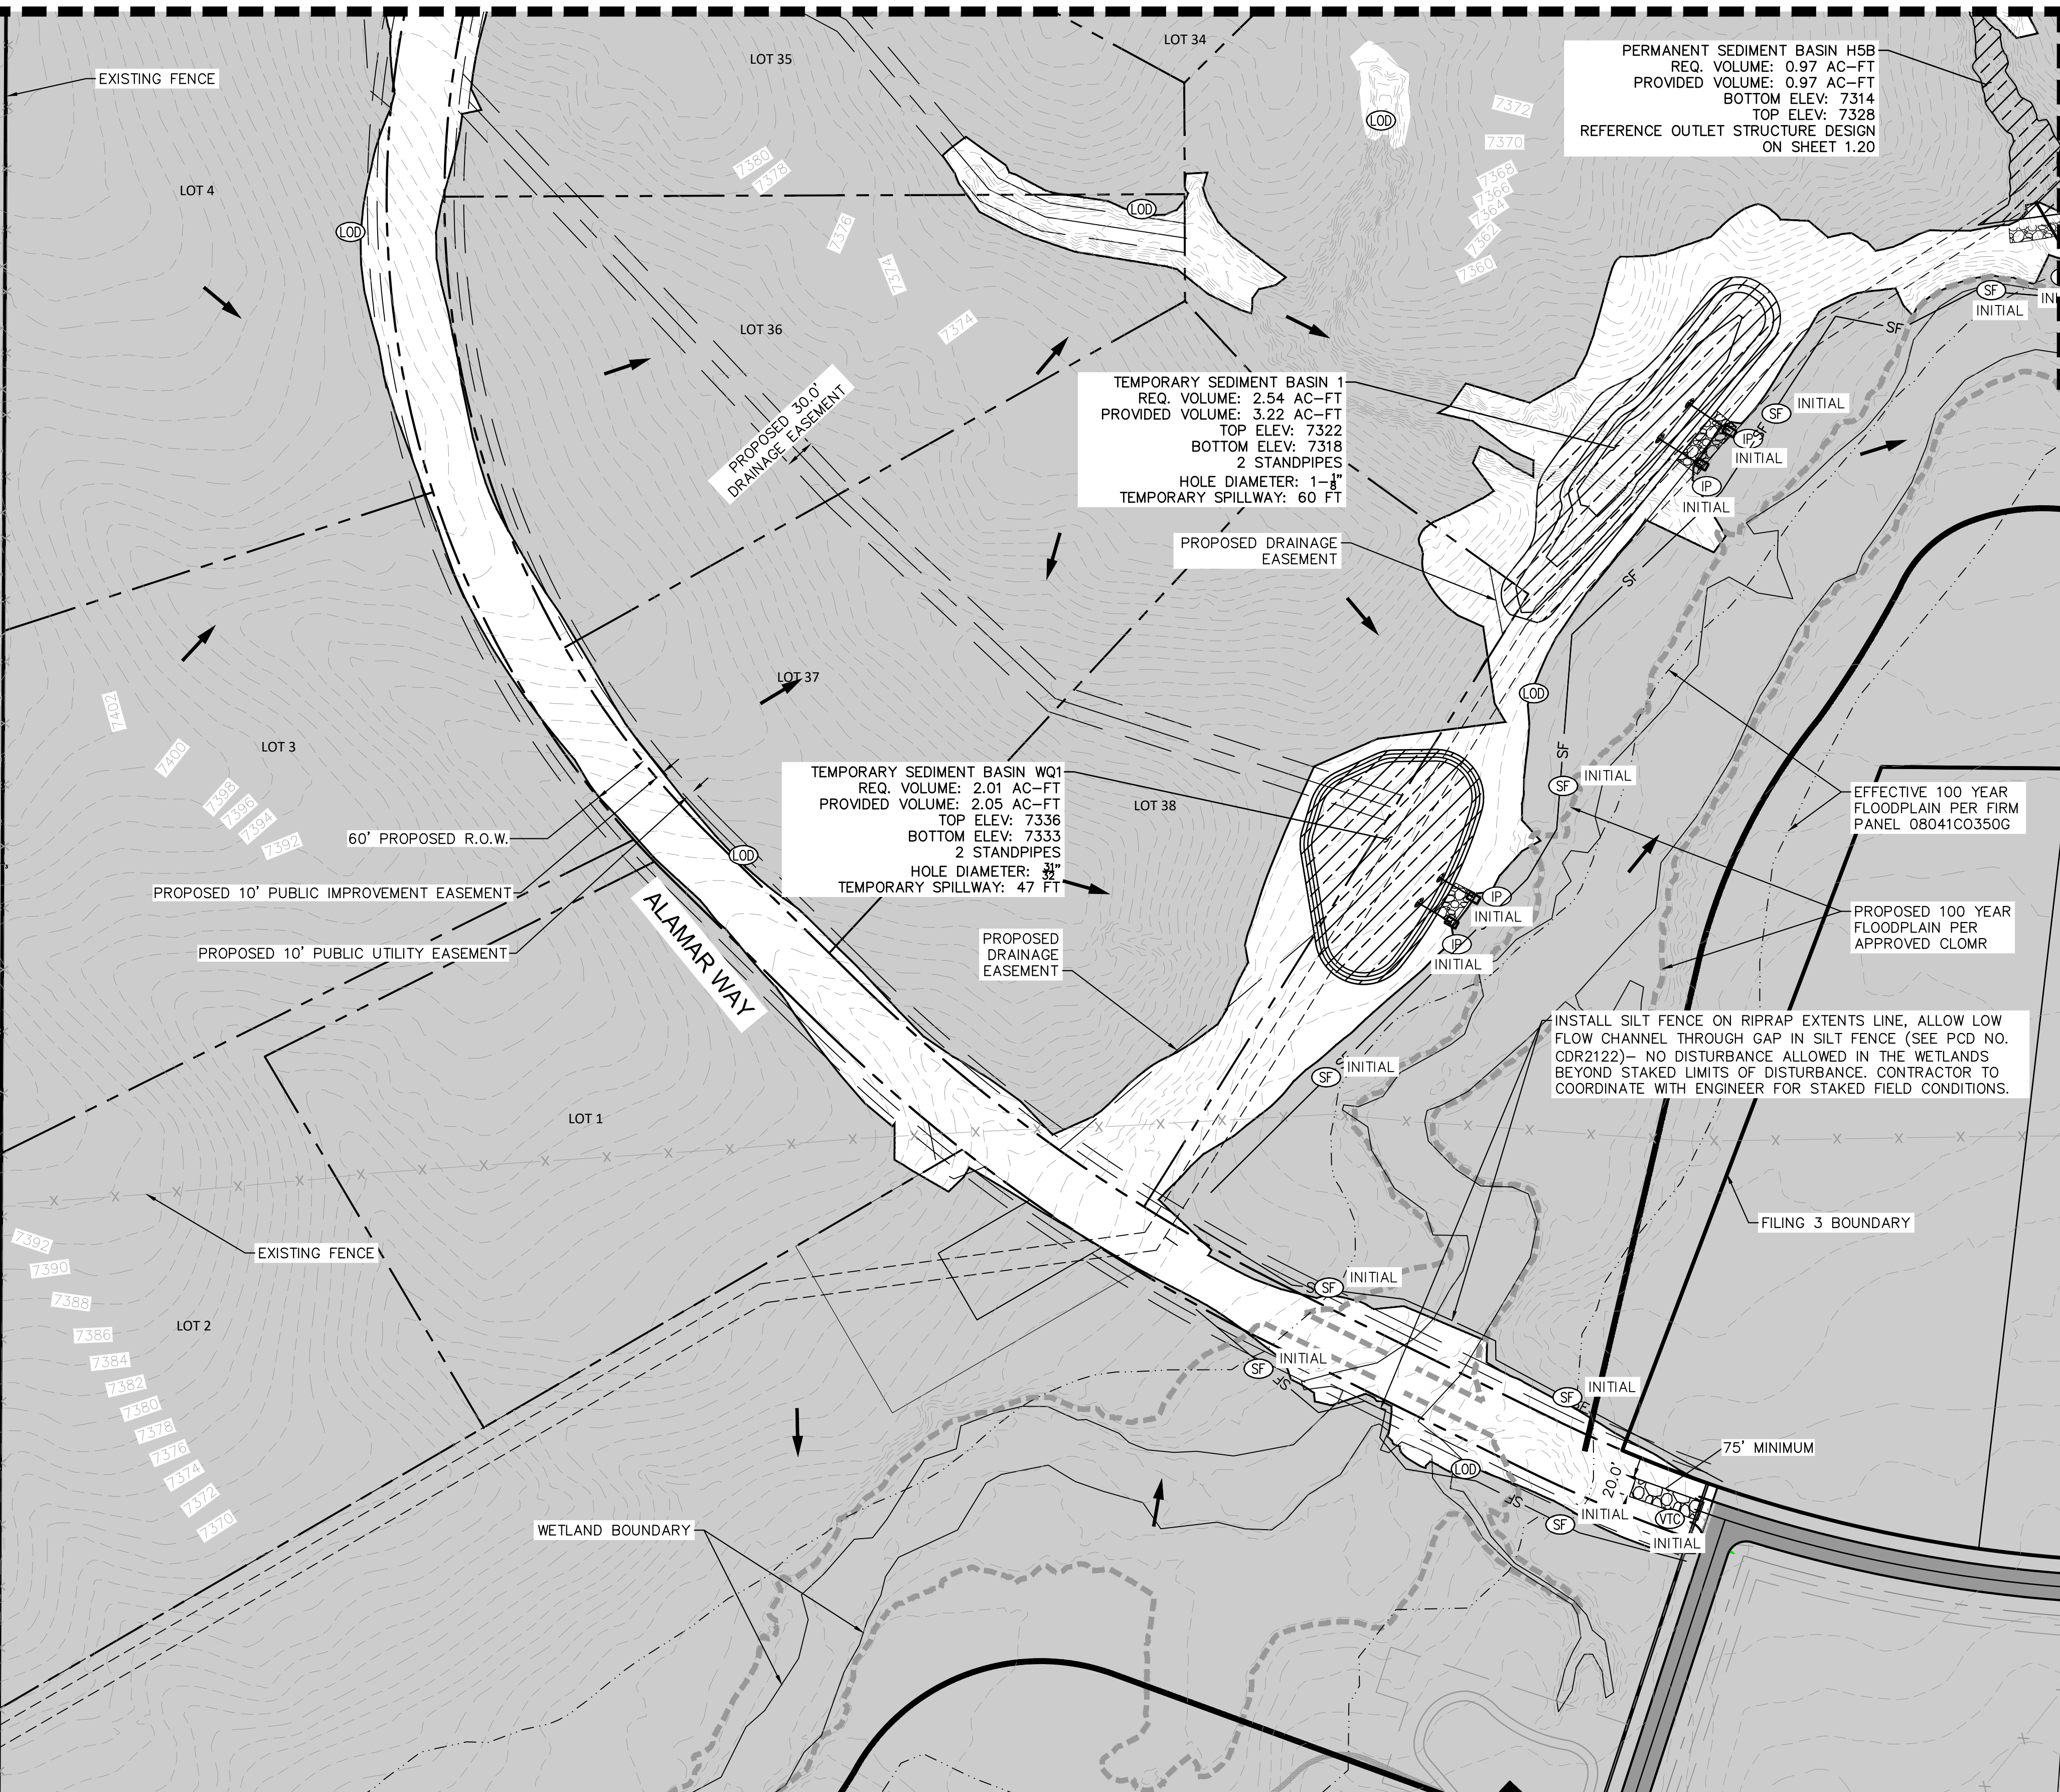 LOT 34
PERMANENT SEDIMENT BASIN H5B
REQ. VOLUME: 0.97 AC-FT
PROVIDED VOLUME: 0.97 AC-FT
BOTTOM ELEV: 7314
TOP ELEV: 7328
REFERENCE OUTLET STRUCTURE DESIGN
ON SHEET 1.20
LOT 35
EXISTING FENCE
7372
LOD
7370
7380
7378
7368
7366
7364
7362
7360
LOT 4
LOD
LOD
7376
7374
SF
INITIAL
SF
LOT 36
7374
PROPOSED 30.0'
DRAINAGE EASEMENT
TEMPORARY SEDIMENT BASIN 1
REQ. VOLUME: 2.54 AC-FT
PROVIDED VOLUME: 3.22 AC-FT
TOP ELEV: 7322
BOTTOM ELEV: 7318
2 STANDPIPES
HOLE DIAMETER: 1-1/8"
TEMPORARY SPILLWAY: 60 FT
SF
INITIAL
IP
SF
INITIAL
IP
INITIAL
PROPOSED DRAINAGE
EASEMENT
SF
LOT 37
LOD
7402
7400
7398
7396
7394
7392
LOT 3
SF
SF
INITIAL
TEMPORARY SEDIMENT BASIN WQ1
REQ. VOLUME: 2.01 AC-FT
PROVIDED VOLUME: 2.05 AC-FT
TOP ELEV: 7336
BOTTOM ELEV: 7333
2 STANDPIPES
HOLE DIAMETER: 31/32"
TEMPORARY SPILLWAY: 47 FT
LOT 38
EFFECTIVE 100 YEAR
FLOODPLAIN PER FIRM
PANEL 08041C0350G
60' PROPOSED R.O.W.
LOD
PROPOSED 10' PUBLIC IMPROVEMENT EASEMENT
IP
INITIAL
IP
INITIAL
PROPOSED 100 YEAR
FLOODPLAIN PER
APPROVED CLOMR
PROPOSED 10' PUBLIC UTILITY EASEMENT
ALAMAR WAY
PROPOSED
DRAINAGE
EASEMENT
INSTALL SILT FENCE ON RIPRAP EXTENTS LINE, ALLOW LOW
FLOW CHANNEL THROUGH GAP IN SILT FENCE (SEE PCD NO.
CDR2122)- NO DISTURBANCE ALLOWED IN THE WETLANDS
BEYOND STAKED LIMITS OF DISTURBANCE. CONTRACTOR TO
COORDINATE WITH ENGINEER FOR STAKED FIELD CONDITIONS.
SF
INITIAL
LOT 1
FILING 3 BOUNDARY
EXISTING FENCE
7392
7390
7388
7386
7384
7382
7380
7378
7376
7374
7372
7370
LOT 2
SF
INITIAL
SF
INITIAL
SF
SF
INITIAL
75' MINIMUM
LOD
20.0'
SF
SF
INITIAL
VTC
INITIAL
WETLAND BOUNDARY